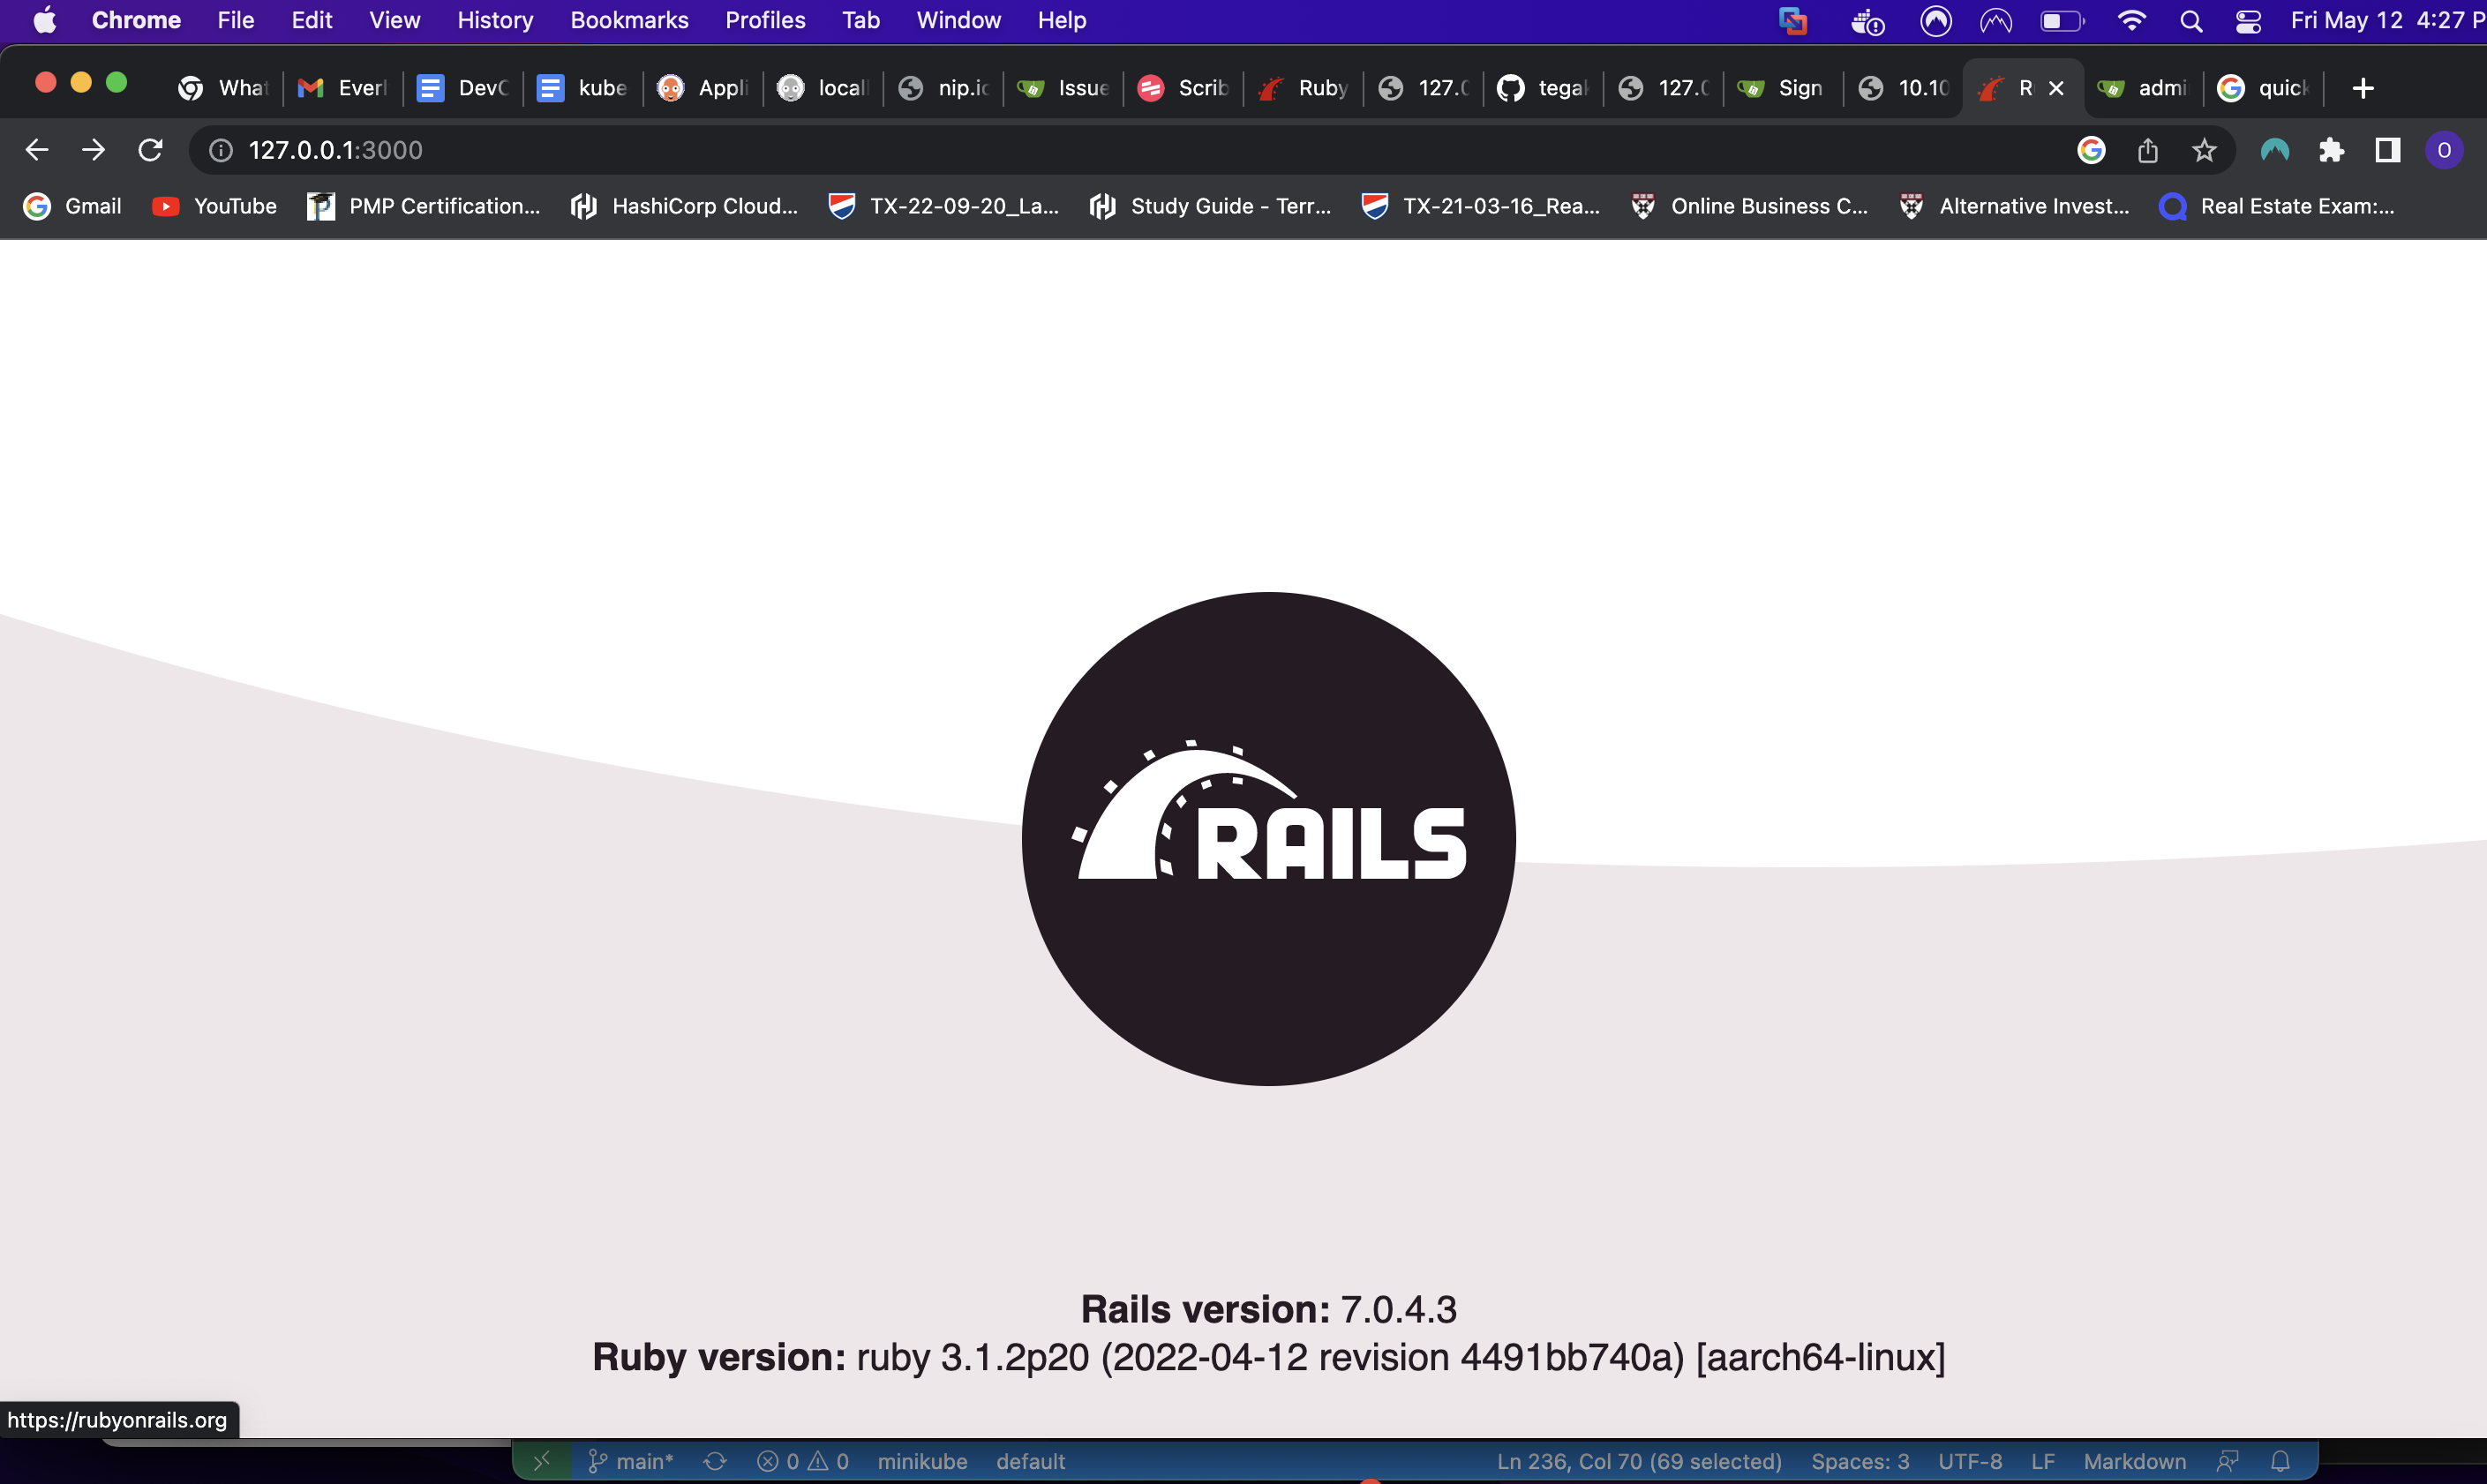 Chrome File Edit View History Bookmarks Profiles Tab Window Help Fri May 12 4:27 P
What Everl DevO kube Appli local nip.io Issue Scrib Ruby 127.0 tegal 127.0 Sign 10.10 R admi quick
127.0.0.1:3000 O
Gmail YouTube PMP Certification... HashiCorp Cloud... TX-22-09-20_La... Study Guide - Terr... TX-21-03-16_Rea... Online Business C... Alternative Invest... Real Estate Exam:...
RAILS
Rails version: 7.0.4.3
Ruby version: ruby 3.1.2p20 (2022-04-12 revision 4491bb740a) [aarch64-linux]
https://rubyonrails.org
main* 0 0 minikube default Ln 236, Col 70 (69 selected) Spaces: 3 UTF-8 LF Markdown